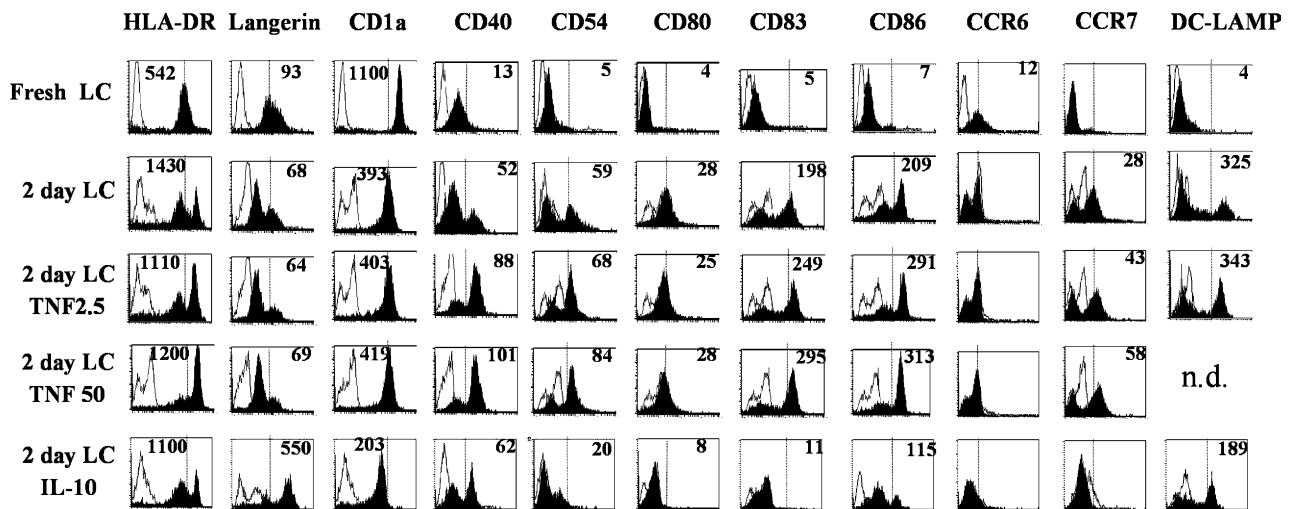 HLA-DR Langerin CD1a CD40 CD54 CD80 CD83 CD86 CCR6 CCR7 DC-LAMP
Fresh LC 542 93 1100 13 5 4 5 7 12 4
2 day LC 1430 68 393 52 59 28 198 209 28 325
2 day LC TNF2.5 1110 64 403 88 68 25 249 291 43 343
2 day LC TNF 50 1200 69 419 101 84 28 295 313 58 n.d.
2 day LC IL-10 1100 550 203 62 20 8 11 115 189